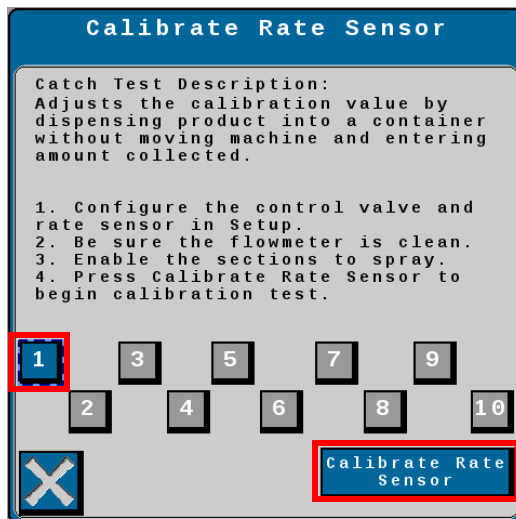 Calibrate Rate Sensor
Catch Test Description:
Adjusts the calibration value by
dispensing product into a container
without moving machine and entering
amount collected.
1. Configure the control valve and
rate sensor in Setup.
2. Be sure the flowmeter is clean.
3. Enable the sections to spray.
4. Press Calibrate Rate Sensor to
begin calibration test.
1 3 5 7 9
2 4 6 8 10
Calibrate Rate
Sensor